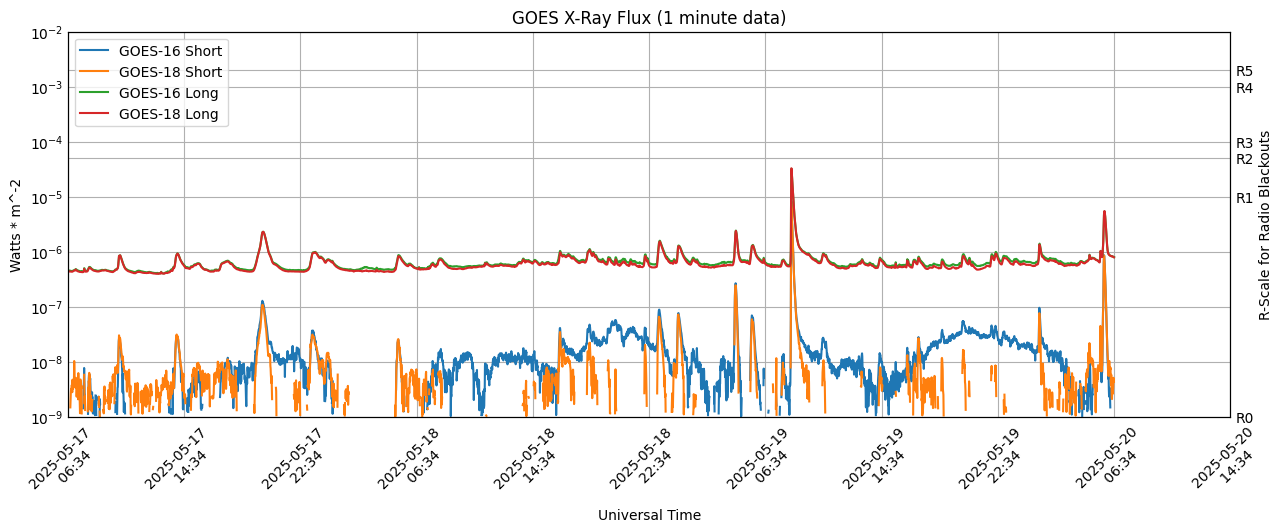 GOES X-Ray Flux (1 minute data)
GOES-16 Short
GOES-18 Short
GOES-16 Long
GOES-18 Long
Watts * m^-2
10⁻²
10⁻³
10⁻⁴
10⁻⁵
10⁻⁶
10⁻⁷
10⁻⁸
10⁻⁹
R5
R4
R3
R2
R1
R0
R-Scale for Radio Blackouts
2025-05-17
06:34
2025-05-17
14:34
2025-05-17
22:34
2025-05-18
06:34
2025-05-18
14:34
2025-05-18
22:34
2025-05-19
06:34
2025-05-19
14:34
2025-05-19
22:34
2025-05-20
06:34
2025-05-20
14:34
Universal Time